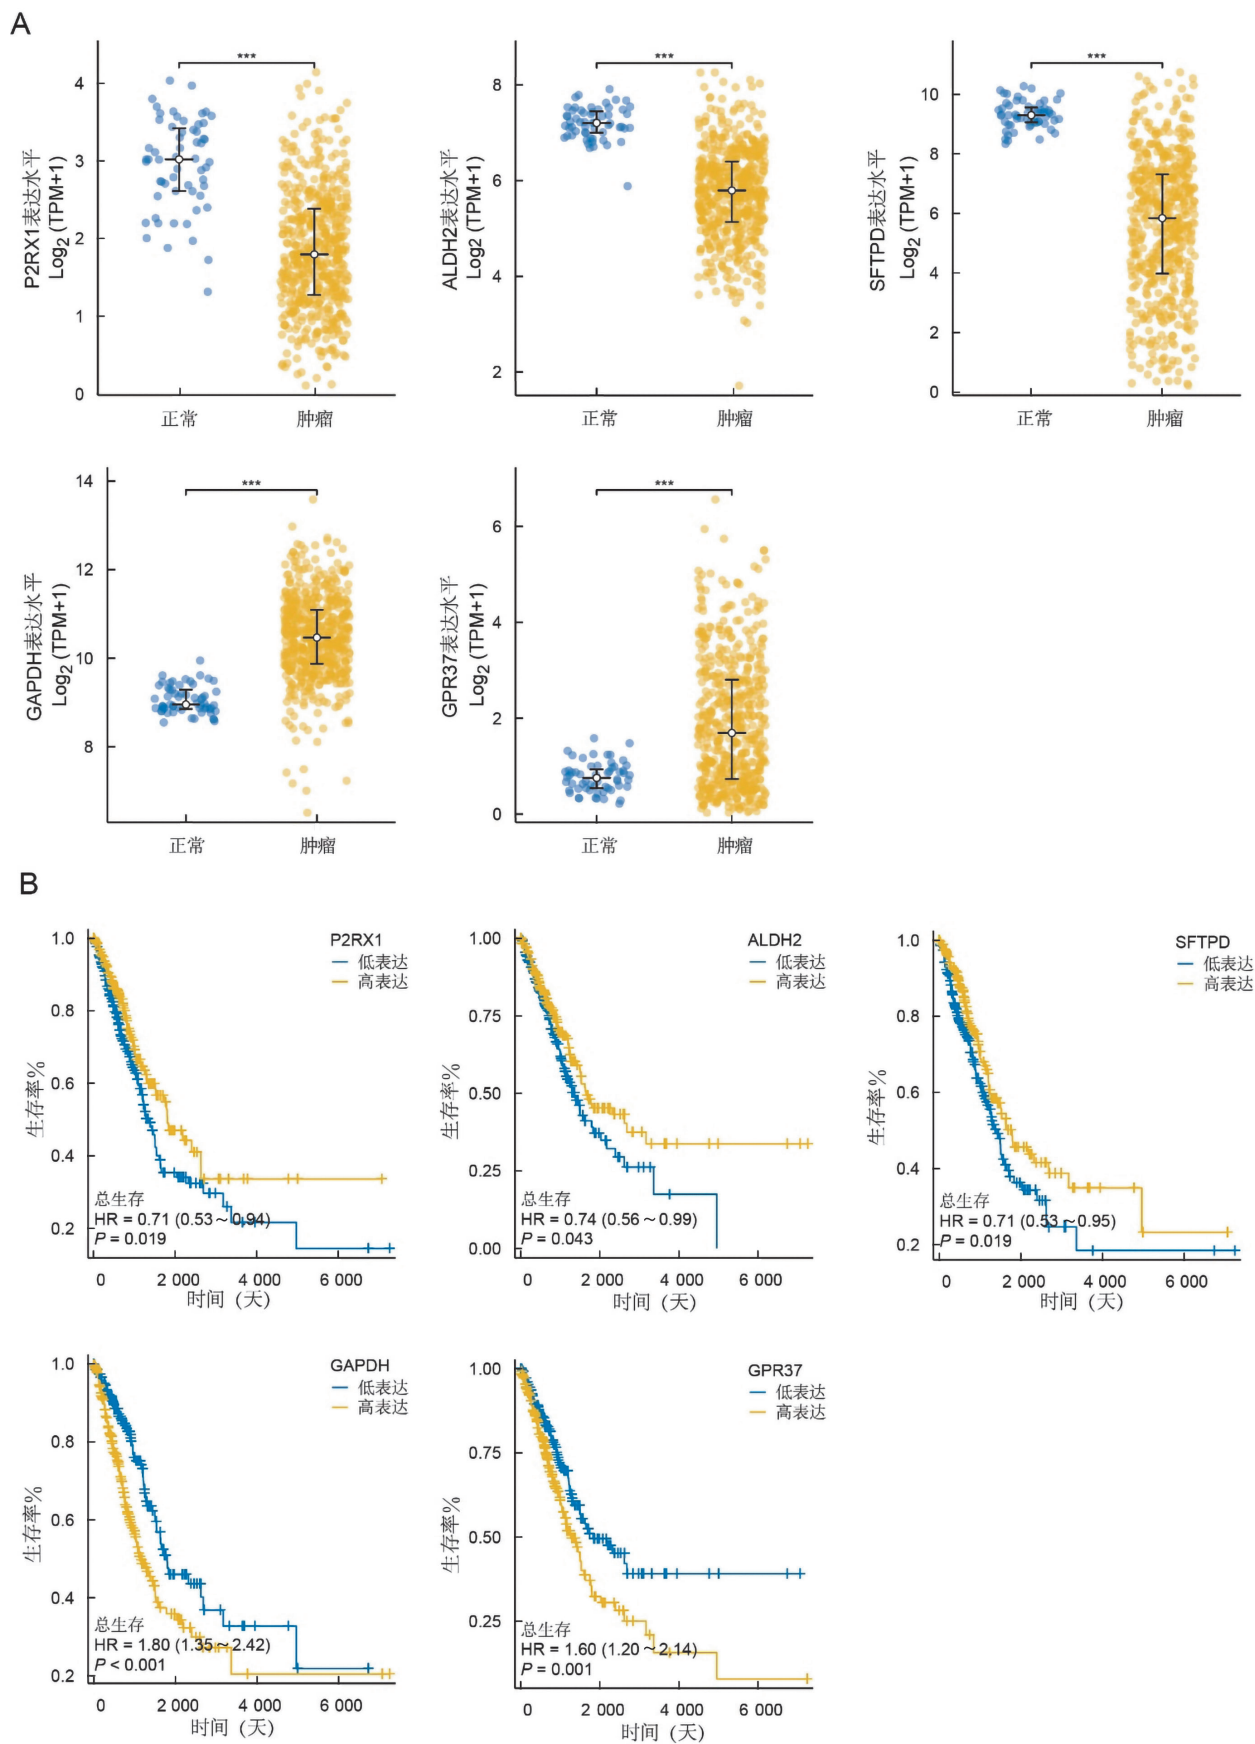 A
P2RX1表达水平
Log2 (TPM+1)
4
3
2
1
0
***
正常
肿瘤
ALDH2表达水平
Log2 (TPM+1)
8
6
4
2
***
正常
肿瘤
SFTPD表达水平
Log2 (TPM+1)
10
8
6
4
2
0
***
正常
肿瘤
GAPDH表达水平
Log2 (TPM+1)
14
12
10
8
***
正常
肿瘤
GPR37表达水平
Log2 (TPM+1)
6
4
2
0
***
正常
肿瘤
B
生存率%
1.0
0.8
0.6
0.4
0.2
P2RX1
低表达
高表达
总生存
HR = 0.71 (0.53～0.94)
P = 0.019
0 2 000 4 000 6 000
时间（天）
生存率%
1.00
0.75
0.50
0.25
0.00
ALDH2
低表达
高表达
总生存
HR = 0.74 (0.56～0.99)
P = 0.043
0 2 000 4 000 6 000
时间（天）
生存率%
1.0
0.8
0.6
0.4
0.2
SFTPD
低表达
高表达
总生存
HR = 0.71 (0.53～0.95)
P = 0.019
0 2 000 4 000 6 000
时间（天）
生存率%
1.0
0.8
0.6
0.4
0.2
GAPDH
低表达
高表达
总生存
HR = 1.80 (1.35～2.42)
P < 0.001
0 2 000 4 000 6 000
时间（天）
生存率%
1.00
0.75
0.50
0.25
GPR37
低表达
高表达
总生存
HR = 1.60 (1.20～2.14)
P = 0.001
0 2 000 4 000 6 000
时间（天）